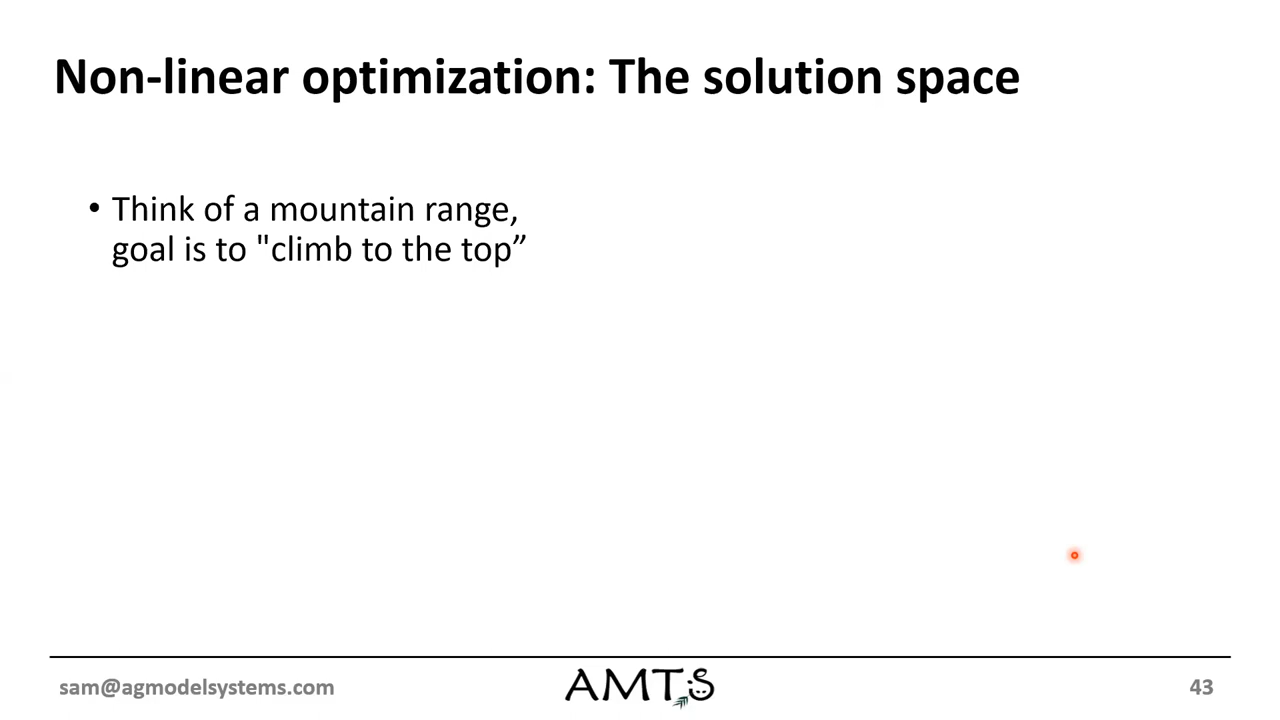 Non-linear optimization: The solution space
• Think of a mountain range,
goal is to "climb to the top”
sam@agmodelsystems.com
AMTS
43